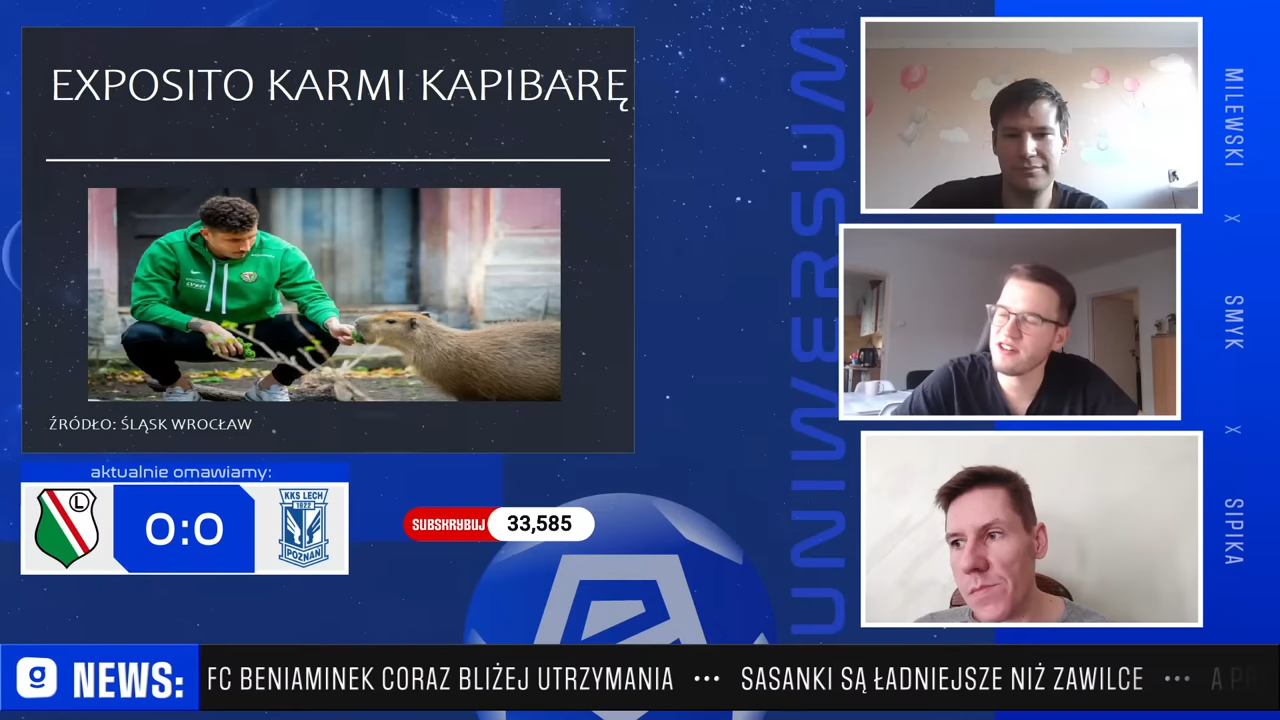 EXPOSITO KARMI KAPIBARĘ
ŹRÓDŁO: ŚLĄSK WROCŁAW
aktualnie omawiamy:
L
0:0
KKS LECH
1922
POZNAŃ
SUBSKRYBUJ 33,585
UNIWERSUM
MILEWSKI X SMYK X SIPIKA
g NEWS: FC BENIAMINEK CORAZ BLIŻEJ UTRZYMANIA ••• SASANKI SĄ ŁADNIEJSZE NIŻ ZAWILCE ••• A